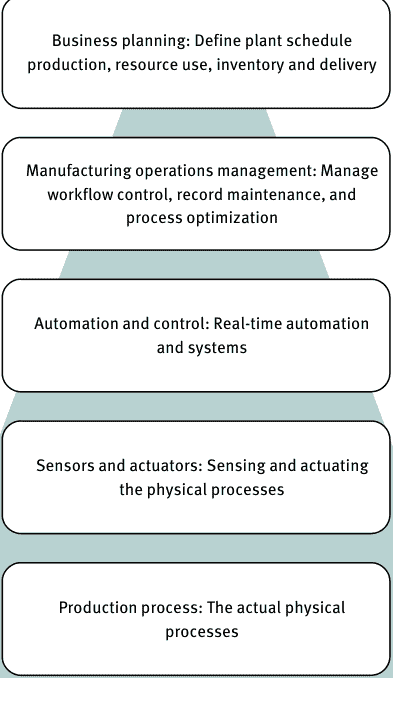 Business planning: Define plant schedule
production, resource use, inventory and delivery
Manufacturing operations management: Manage
workflow control, record maintenance, and
process optimization
Automation and control: Real-time automation
and systems
Sensors and actuators: Sensing and actuating
the physical processes
Production process: The actual physical
processes